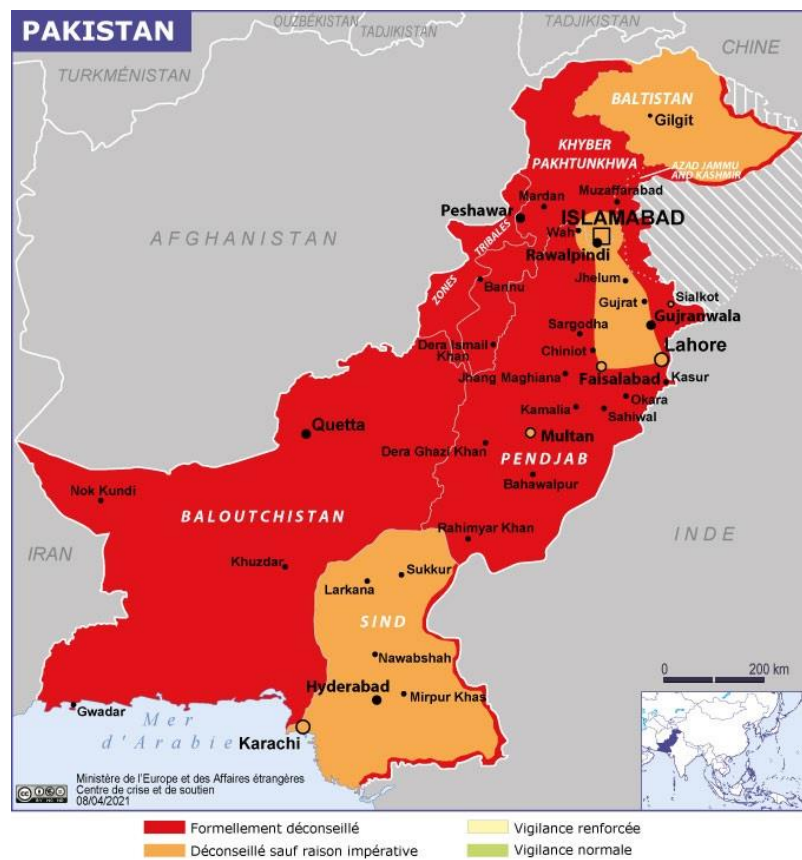 PAKISTAN
OUZBÉKISTAN
TADJIKISTAN
TADJIKISTAN
CHINE
TURKMÉNISTAN
BALTISTAN
Gilgit
KHYBER
PAKHTUNKHWA
AZAD JAMMU
AND KASHMIR
Mardan
Muzaffarabad
Peshawar
ISLAMABAD
Wah
Rawalpindi
AFGHANISTAN
ZONES TRIBALES
Jhelum
Bannu
Gujrat
Sialkot
Gujranwala
Sargodha
Dera Ismail
Khan
Chiniot
Lahore
Jhang Maghiana
Faisalabad
Kasur
Okara
Kamalia
Sahiwal
Quetta
Multan
Dera Ghazi Khan
PENDJAB
Bahawalpur
Nok Kundi
BALOUTCHISTAN
Rahimyar Khan
INDE
IRAN
Khuzdar
Sukkur
Larkana
SIND
Nawabshah
0 200 km
Hyderabad
Mirpur Khas
Gwadar
Mer
d'Arabie
Karachi
Ministère de l'Europe et des Affaires étrangères
Centre de crise et de soutien
08/04/2021
cc
BY NC ND
Formellement déconseillé
Vigilance renforcée
Déconseillé sauf raison impérative
Vigilance normale